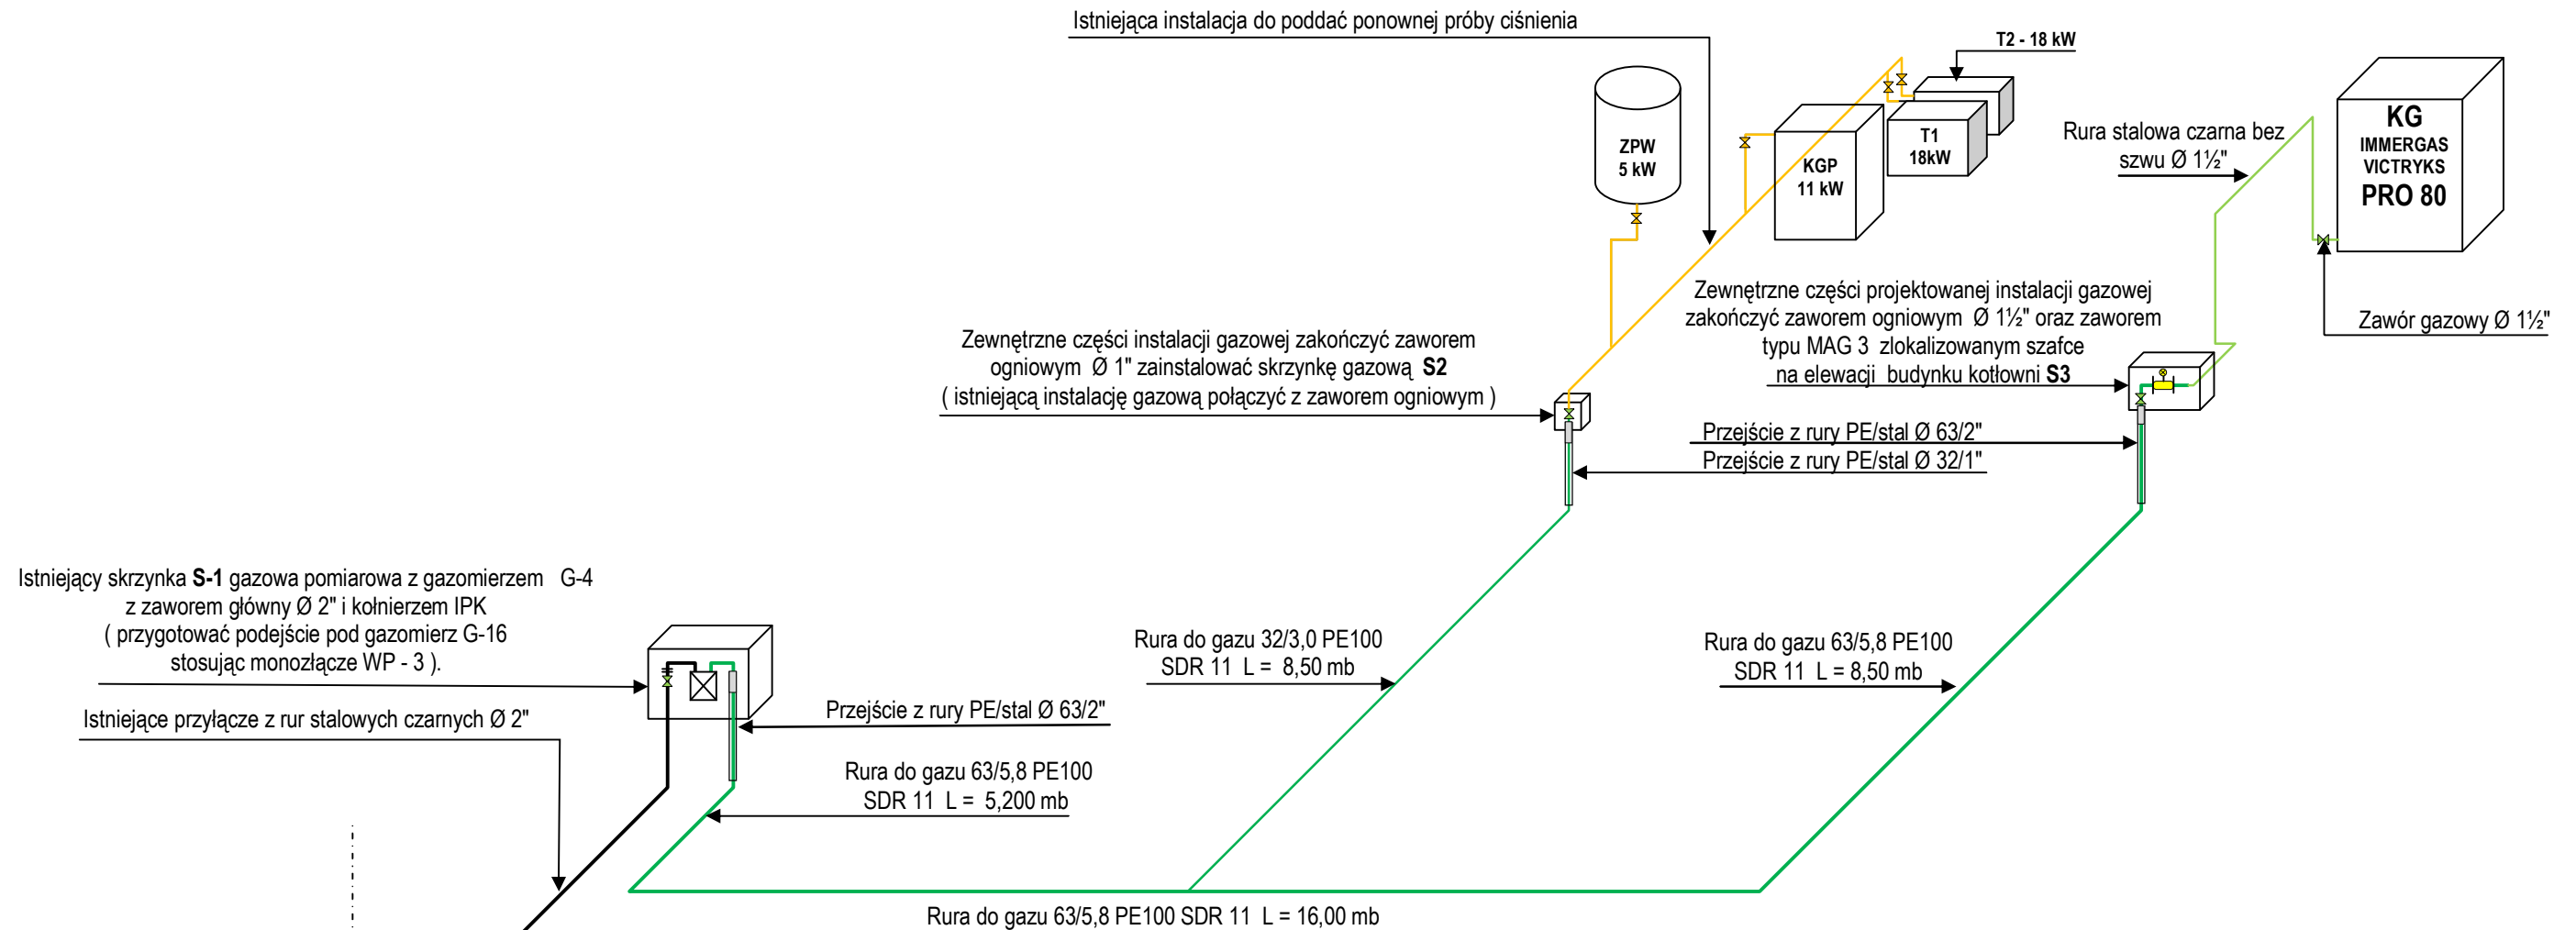 Istniejąca instalacja do poddać ponownej próby ciśnienia
T2 - 18 kW
ZPW
5 kW
KGP
11 kW
T1
18kW
Rura stalowa czarna bez
szwu Ø 1½"
KG
IMMERGAS
VICTRYKS
PRO 80
Zawór gazowy Ø 1½"
Zewnętrzne części projektowanej instalacji gazowej
zakończyć zaworem ogniowym Ø 1½" oraz zaworem
typu MAG 3 zlokalizowanym szafce
na elewacji budynku kotłowni S3
Zewnętrzne części instalacji gazowej zakończyć zaworem
ogniowym Ø 1" zainstalować skrzynkę gazową S2
( istniejącą instalację gazową połączyć z zaworem ogniowym )
Przejście z rury PE/stal Ø 63/2"
Przejście z rury PE/stal Ø 32/1"
Istniejący skrzynka S-1 gazowa pomiarowa z gazomierzem G-4
z zaworem główny Ø 2" i kołnierzem IPK
( przygotować podejście pod gazomierz G-16
stosując monozłącze WP - 3 ).
Istniejące przyłącze z rur stalowych czarnych Ø 2"
Przejście z rury PE/stal Ø 63/2"
Rura do gazu 63/5,8 PE100
SDR 11 L = 5,200 mb
Rura do gazu 32/3,0 PE100
SDR 11 L = 8,50 mb
Rura do gazu 63/5,8 PE100
SDR 11 L = 8,50 mb
Rura do gazu 63/5,8 PE100 SDR 11 L = 16,00 mb